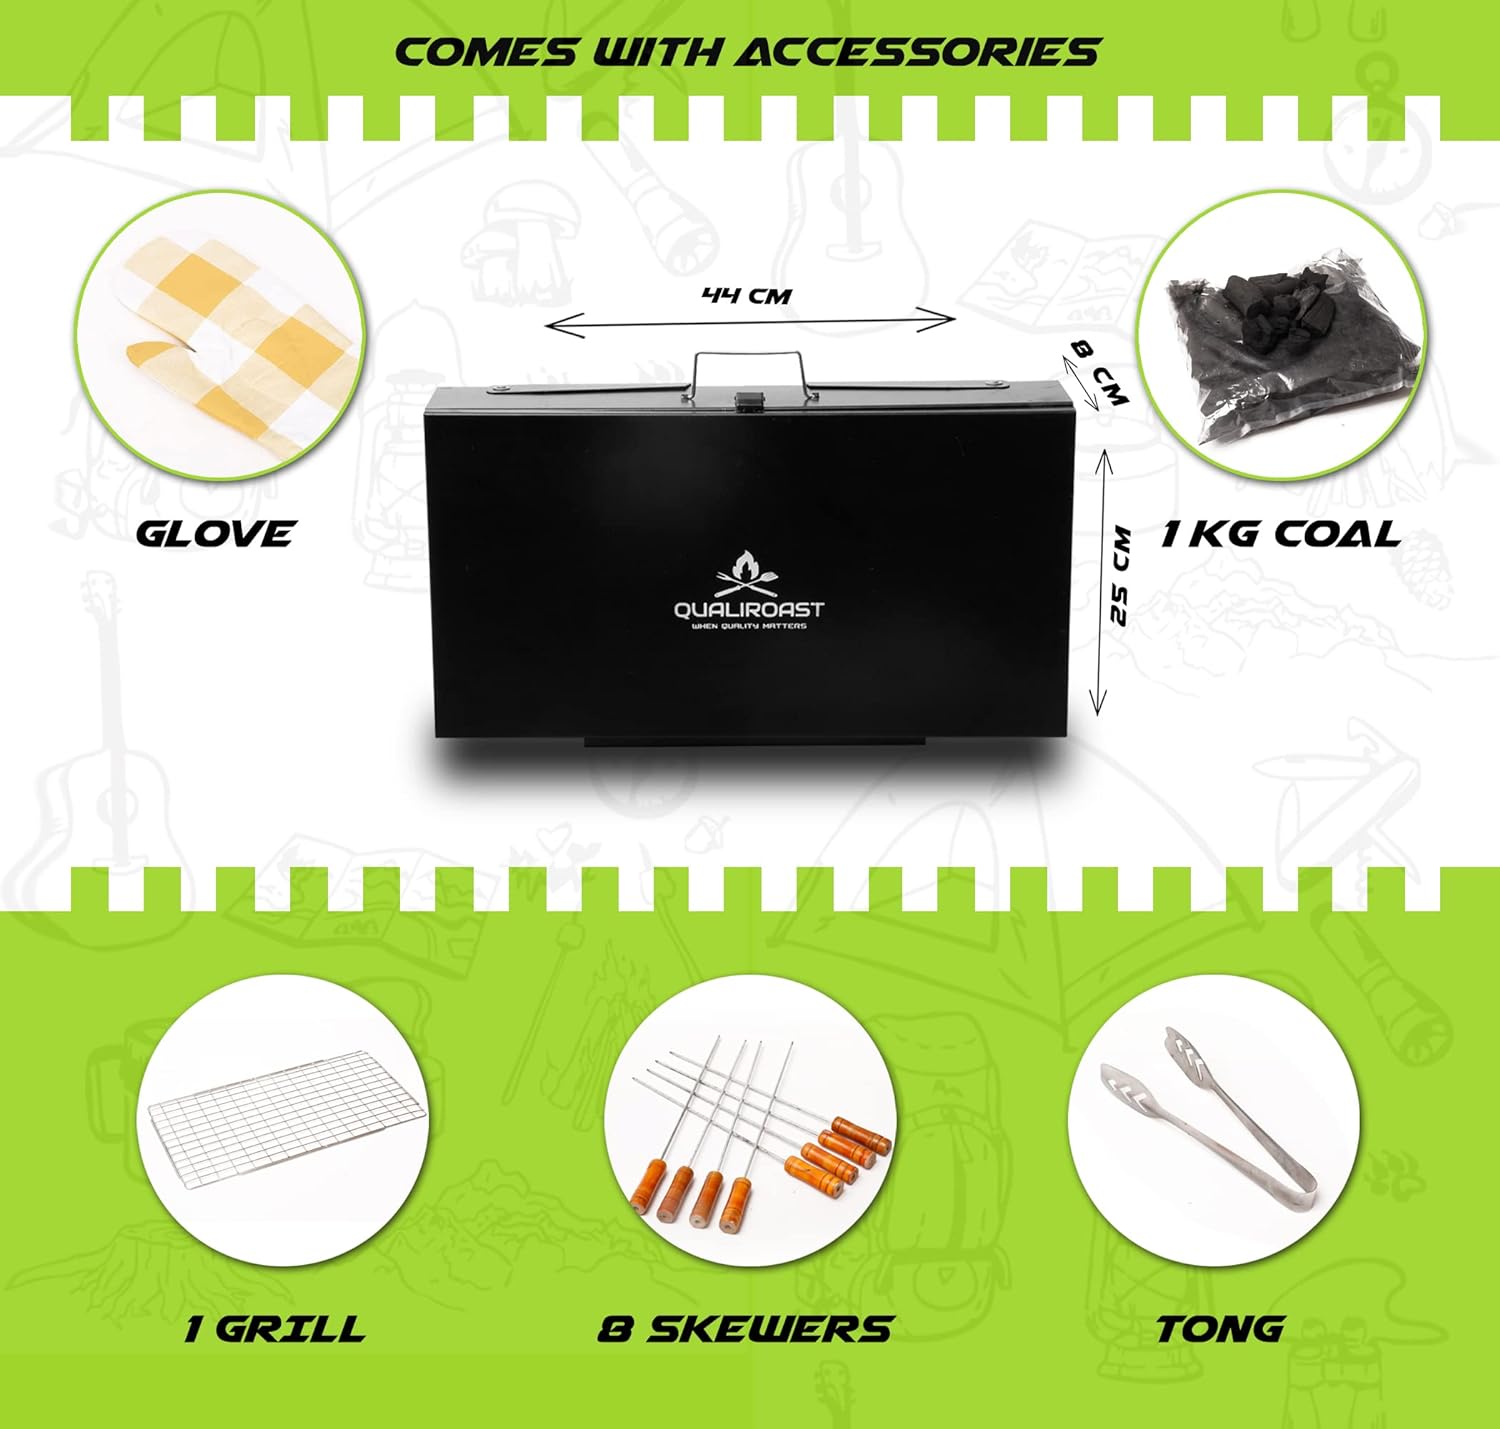 COMES WITH ACCESSORIES
44 CM
8 CM
25 CM
GLOVE
1 KG COAL
QUALIROAST
WHEN QUALITY MATTERS
1 GRILL
8 SKEWERS
TONG